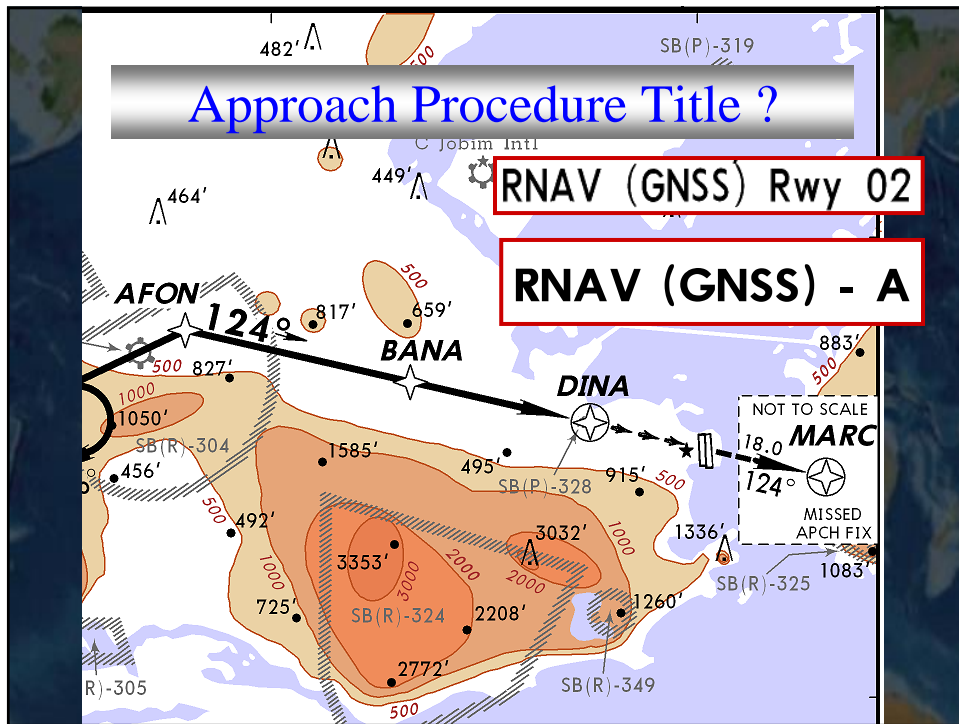 482'
500
SB(P)-319
Approach Procedure Title ?
C Jobim Intl
449'
RNAV (GNSS) Rwy 02
464'
RNAV (GNSS) - A
500
AFON
124°
817'
659'
BANA
883'
500
827'
500
DINA
1000
NOT TO SCALE
1050'
18.0
MARC
SB(R)-304
1585'
495'
456'
SB(P)-328
915'
500
124°
500
MISSED
APCH FIX
492'
3032'
1000
1336'
3353'
3000
2000
2000
1000
SB(R)-325
1083'
725'
SB(R)-324
2208'
1260'
2772'
R)-305
SB(R)-349
500